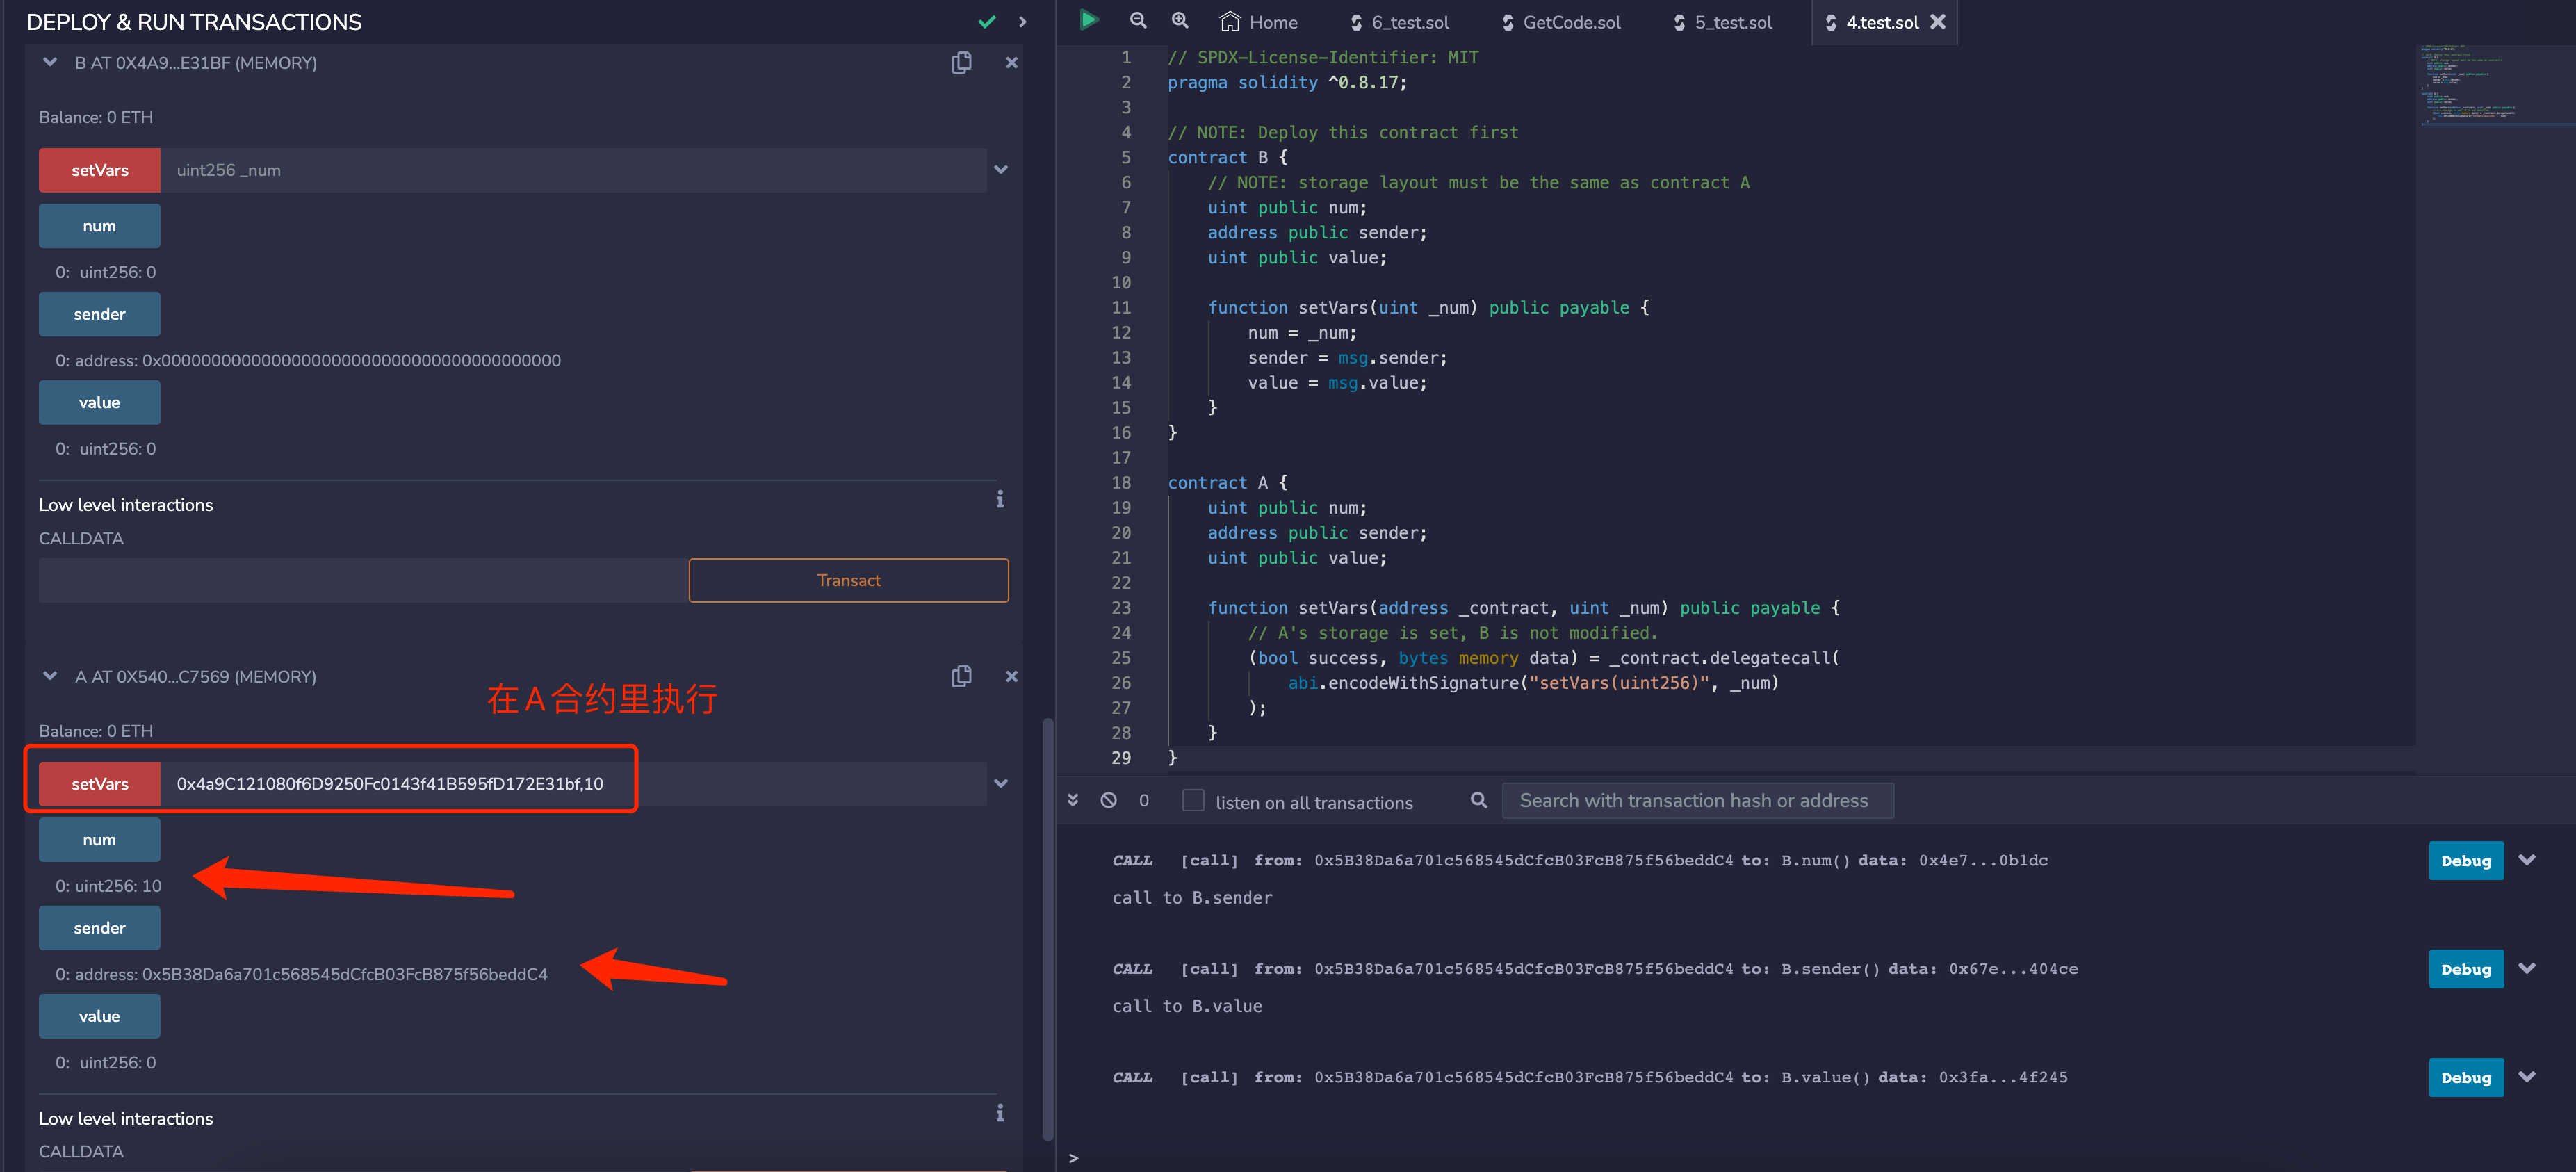 DEPLOY & RUN TRANSACTIONS
B AT 0X4A9...E31BF (MEMORY)
Balance: 0 ETH
setVars uint256 _num
num
0: uint256: 0
sender
0: address: 0x0000000000000000000000000000000000000000
value
0: uint256: 0
Low level interactions
CALLDATA
Transact
A AT 0X540...C7569 (MEMORY)
在A合约里执行
Balance: 0 ETH
setVars 0x4a9C121080f6D9250Fc0143f41B595fD172E31bf,10
num
0: uint256: 10
sender
0: address: 0x5B38Da6a701c568545dCfcB03FcB875f56beddC4
value
0: uint256: 0
Low level interactions
CALLDATA
Home 6_test.sol GetCode.sol 5_test.sol 4.test.sol
1 // SPDX-License-Identifier: MIT
2 pragma solidity ^0.8.17;
3
4 // NOTE: Deploy this contract first
5 contract B {
6 // NOTE: storage layout must be the same as contract A
7 uint public num;
8 address public sender;
9 uint public value;
10
11 function setVars(uint _num) public payable {
12 num = _num;
13 sender = msg.sender;
14 value = msg.value;
15 }
16 }
17
18 contract A {
19 uint public num;
20 address public sender;
21 uint public value;
22
23 function setVars(address _contract, uint _num) public payable {
24 // A's storage is set, B is not modified.
25 (bool success, bytes memory data) = _contract.delegatecall(
26 abi.encodeWithSignature("setVars(uint256)", _num)
27 );
28 }
29 }
0 listen on all transactions Search with transaction hash or address
CALL [call] from: 0x5B38Da6a701c568545dCfcB03FcB875f56beddC4 to: B.num() data: 0x4e7...0b1dc Debug
call to B.sender
CALL [call] from: 0x5B38Da6a701c568545dCfcB03FcB875f56beddC4 to: B.sender() data: 0x67e...404ce Debug
call to B.value
CALL [call] from: 0x5B38Da6a701c568545dCfcB03FcB875f56beddC4 to: B.value() data: 0x3fa...4f245 Debug
>